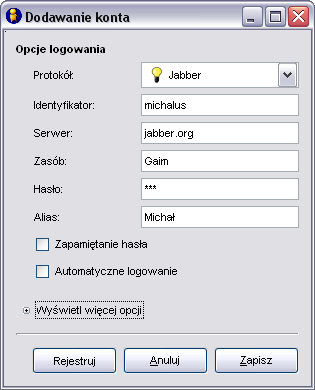 Dodawanie konta
Opcje logowania
Protokół: Jabber
Identyfikator: michalus
Serwer: jabber.org
Zasób: Gaim
Hasło: ***
Alias: Michał
Zapamiętanie hasła
Automatyczne logowanie
Wyświetl więcej opcji
Rejestruj Anuluj Zapisz